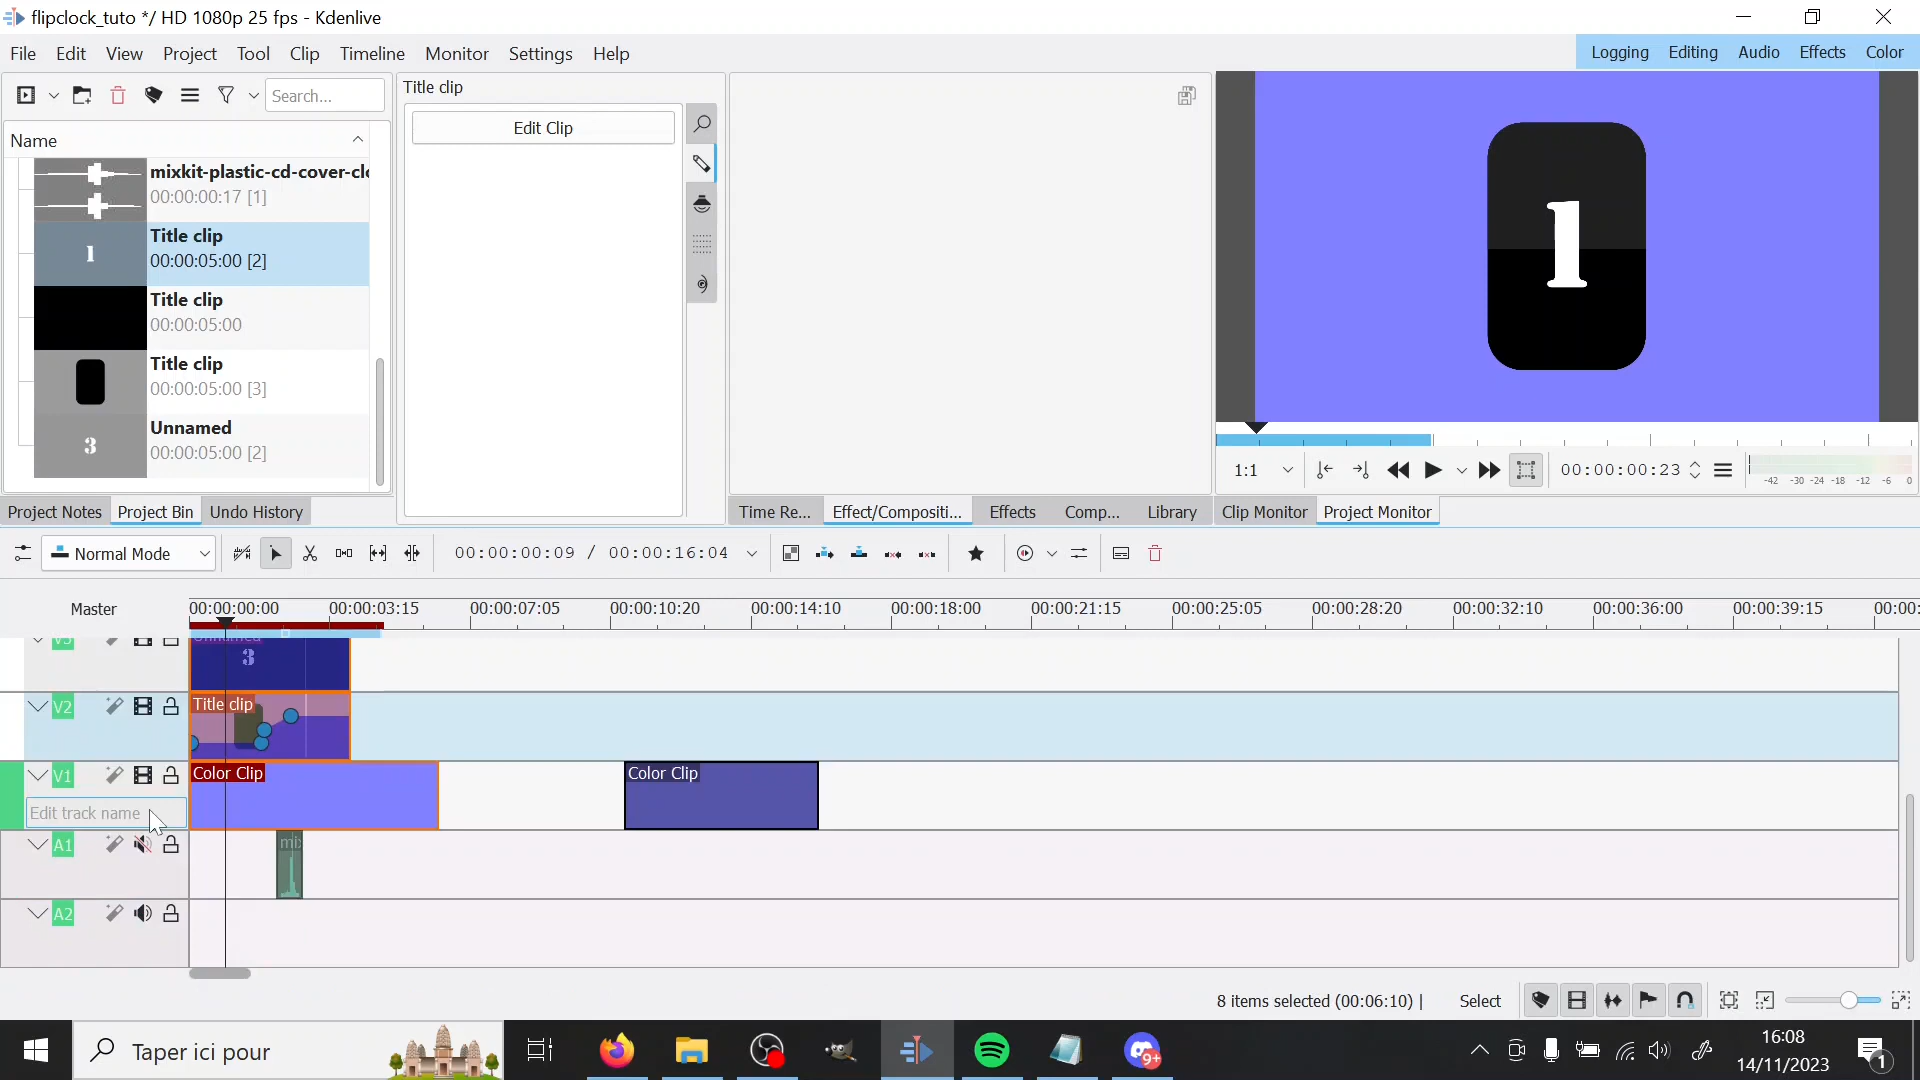 flipclock_tuto */ HD 1080p 25 fps - Kdenlive
File Edit View Project Tool Clip Timeline Monitor Settings Help
Logging Editing Audio Effects Color
Search...
Name
mixkit-plastic-cd-cover-cl
00:00:00:17 [1]
1
Title clip
00:00:05:00 [2]
Title clip
00:00:05:00
Title clip
00:00:05:00 [3]
3
Unnamed
00:00:05:00 [2]
Project Notes Project Bin Undo History
Title clip
Edit Clip
Time Re... Effect/Compositi... Effects Comp... Library
1
1:1
00:00:00:23
-42 -30 -24 -18 -12 -6 0
Clip Monitor Project Monitor
Normal Mode
00:00:00:09 / 00:00:16:04
Master
00:00:00:00 00:00:03:15 00:00:07:05 00:00:10:20 00:00:14:10 00:00:18:00 00:00:21:15 00:00:25:05 00:00:28:20 00:00:32:10 00:00:36:00 00:00:39:15 00:00:
V3
Unnamed
3
V2
Title clip
V1
Color Clip
Color Clip
Edit track name
A1
mix
A2
8 items selected (00:06:10) |
Select
Taper ici pour
9+
16:08
14/11/2023
1